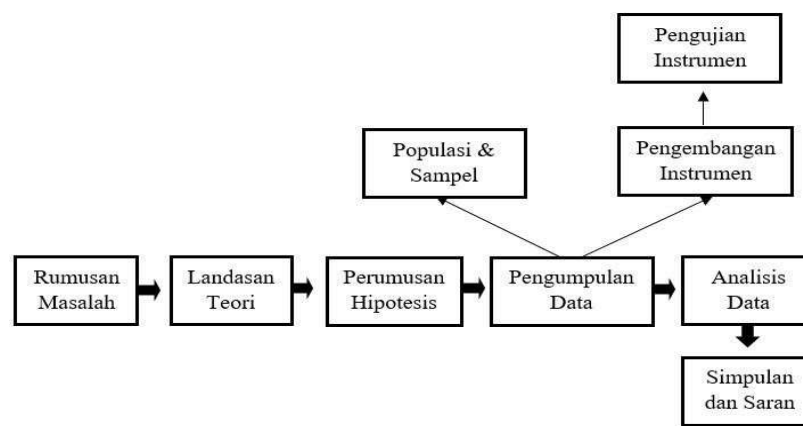 Pengujian
Instrumen
Populasi &
Sampel
Pengembangan
Instrumen
Rumusan
Masalah
Landasan
Teori
Perumusan
Hipotesis
Pengumpulan
Data
Analisis
Data
Simpulan
dan Saran